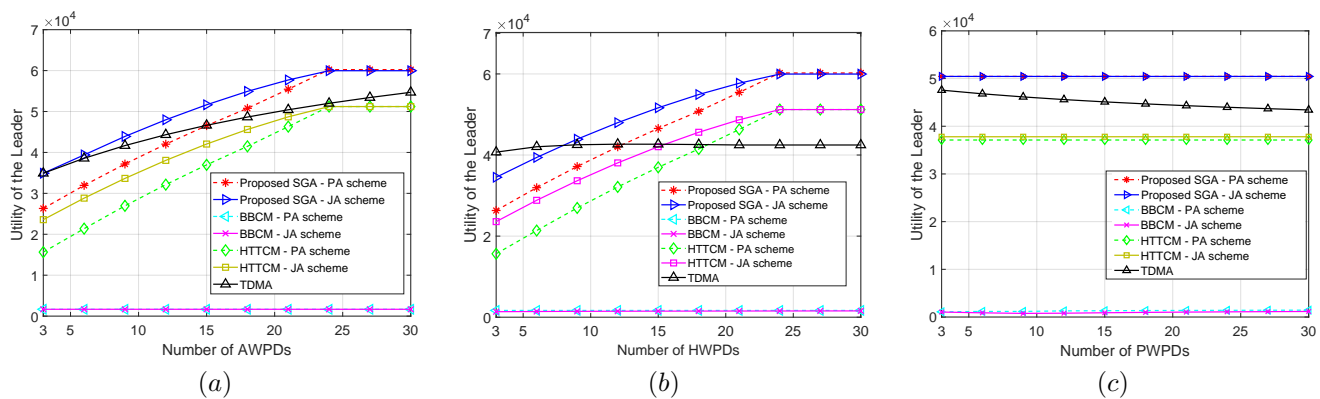 ×10⁴
7
6
5
4
3
2
1
0
Utility of the Leader
Proposed SGA - PA scheme
Proposed SGA - JA scheme
BBCM - PA scheme
BBCM - JA scheme
HTTCM - PA scheme
HTTCM - JA scheme
TDMA
3 5 10 15 20 25 30
Number of AWPDs
(a)
×10⁴
7
6
4
2
0
Utility of the Leader
Proposed SGA - PA scheme
Proposed SGA - JA scheme
BBCM - PA scheme
BBCM - JA scheme
HTTCM - PA scheme
HTTCM - JA scheme
TDMA
3 5 10 15 20 25 30
Number of HWPDs
(b)
×10⁴
6
5
4
3
2
1
0
Utility of the Leader
Proposed SGA - PA scheme
Proposed SGA - JA scheme
BBCM - PA scheme
BBCM - JA scheme
HTTCM - PA scheme
HTTCM - JA scheme
TDMA
3 5 10 15 20 25 30
Number of PWPDs
(c)